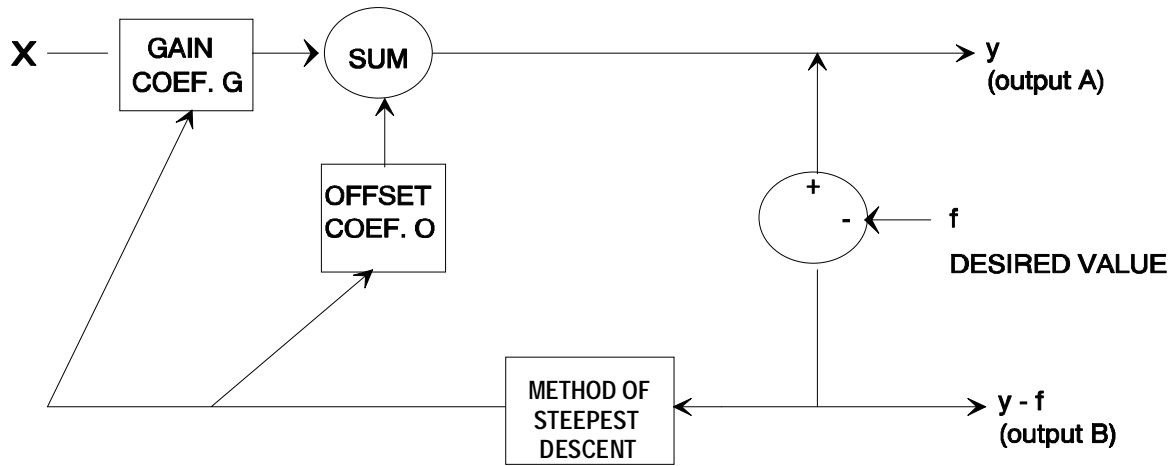 X
GAIN
COEF. G
SUM
y
(output A)
OFFSET
COEF. O
+
-
f
DESIRED VALUE
METHOD OF
STEEPEST
DESCENT
y - f
(output B)